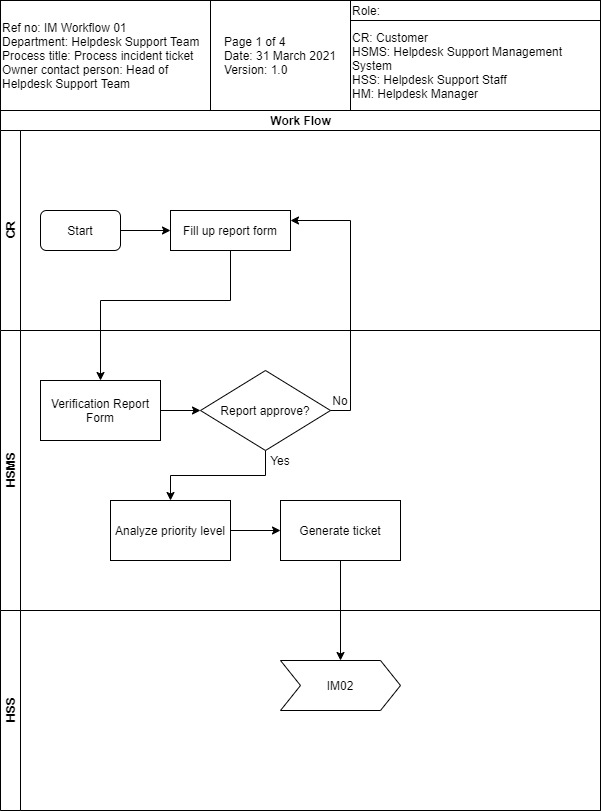 Ref no: IM Workflow 01
Department: Helpdesk Support Team
Process title: Process incident ticket
Owner contact person: Head of
Helpdesk Support Team
Page 1 of 4
Date: 31 March 2021
Version: 1.0
Role:
CR: Customer
HSMS: Helpdesk Support Management
System
HSS: Helpdesk Support Staff
HM: Helpdesk Manager
Work Flow
CR
Start
Fill up report form
HSMS
Verification Report
Form
Report approve?
No
Yes
Analyze priority level
Generate ticket
HSS
IM02